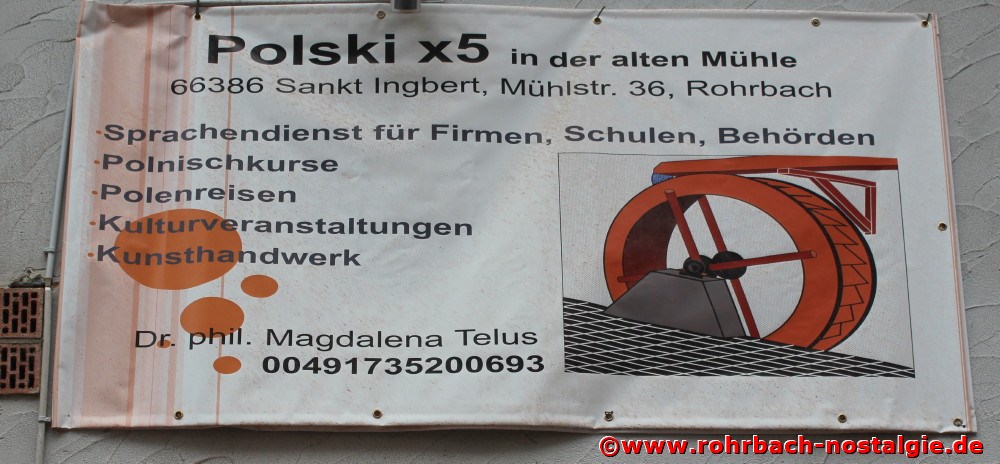 Polski x5 in der alten Mühle
66386 Sankt Ingbert, Mühlstr. 36, Rohrbach
·Sprachendienst für Firmen, Schulen, Behörden
·Polnischkurse
·Polenreisen
·Kulturveranstaltungen
·Kunsthandwerk
Dr. phil. Magdalena Telus
00491735200693
©www.rohrbach-nostalgie.de